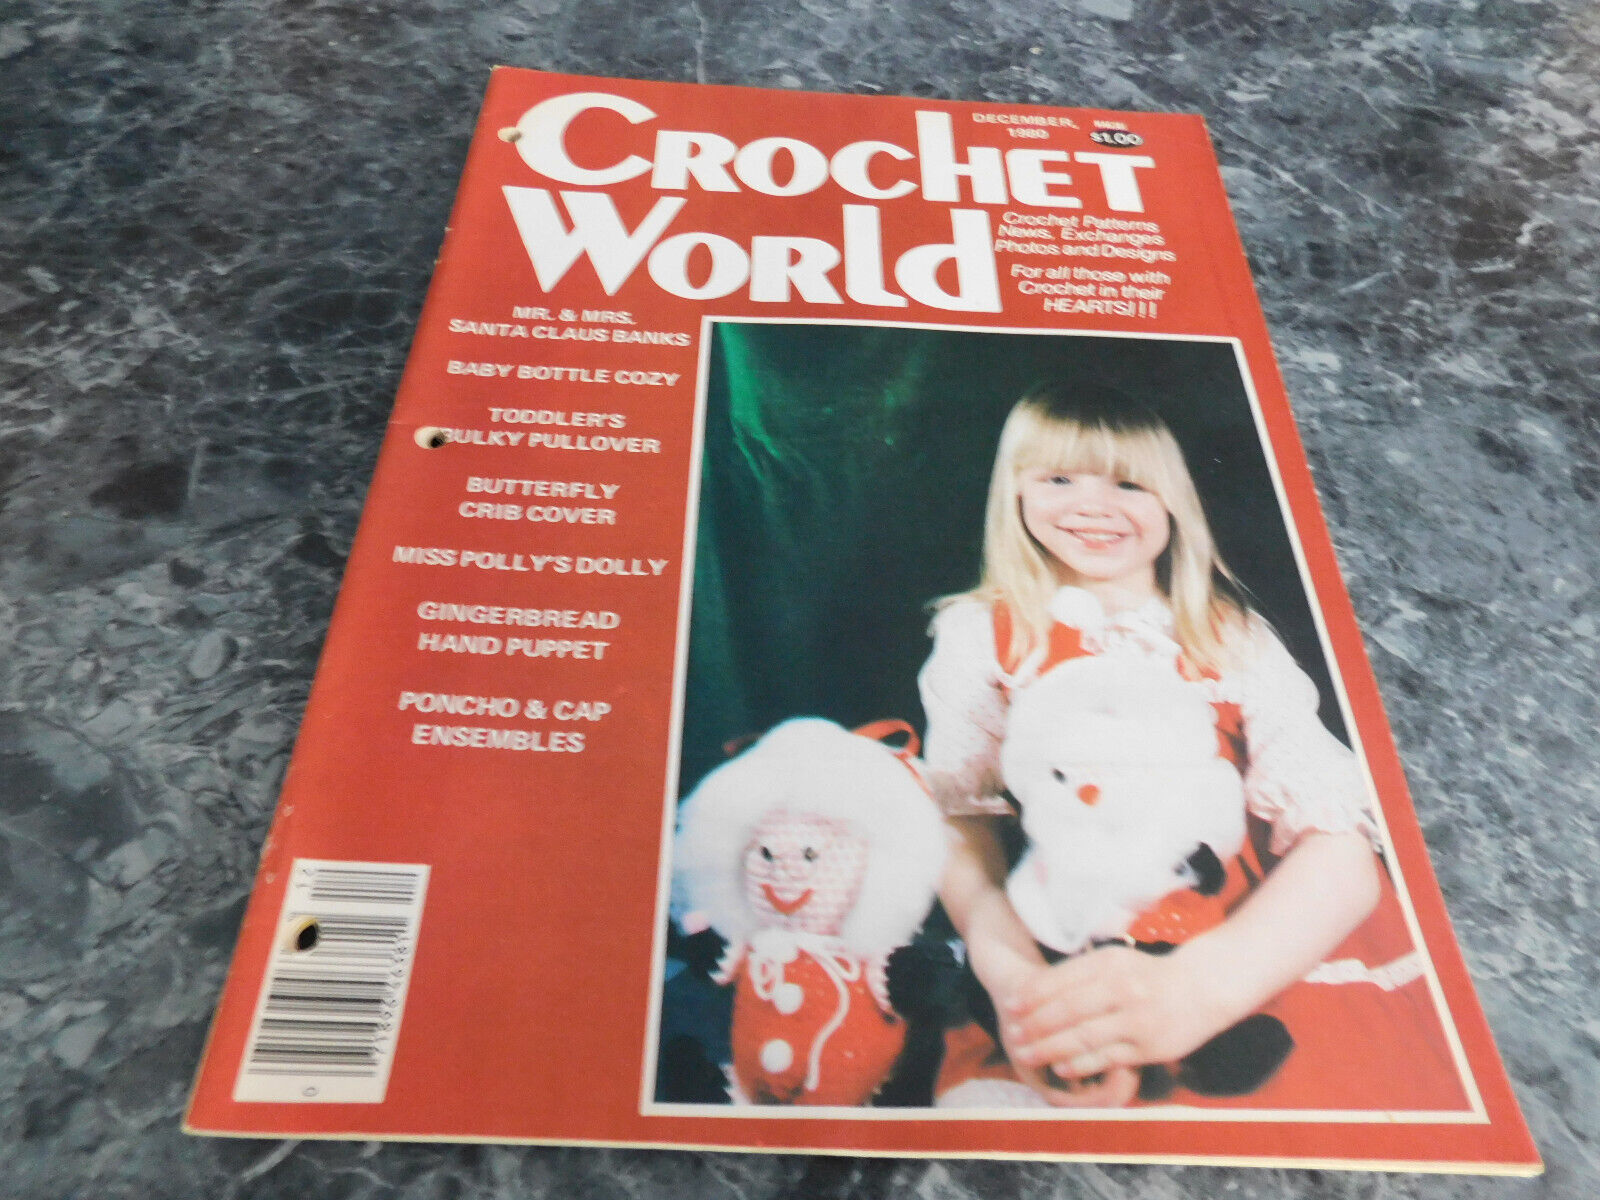 DECEMBER,
1980
$1.00
CROCHET
WORLD
Crochet Patterns
News, Exchanges
Photos and Designs
For all those with
Crochet in their
HEARTS!!!
MR. & MRS.
SANTA CLAUS BANKS
BABY BOTTLE COZY
TODDLER'S
BULKY PULLOVER
BUTTERFLY
CRIB COVER
MISS POLLY'S DOLLY
GINGERBREAD
HAND PUPPET
PONCHO & CAP
ENSEMBLES
12
0